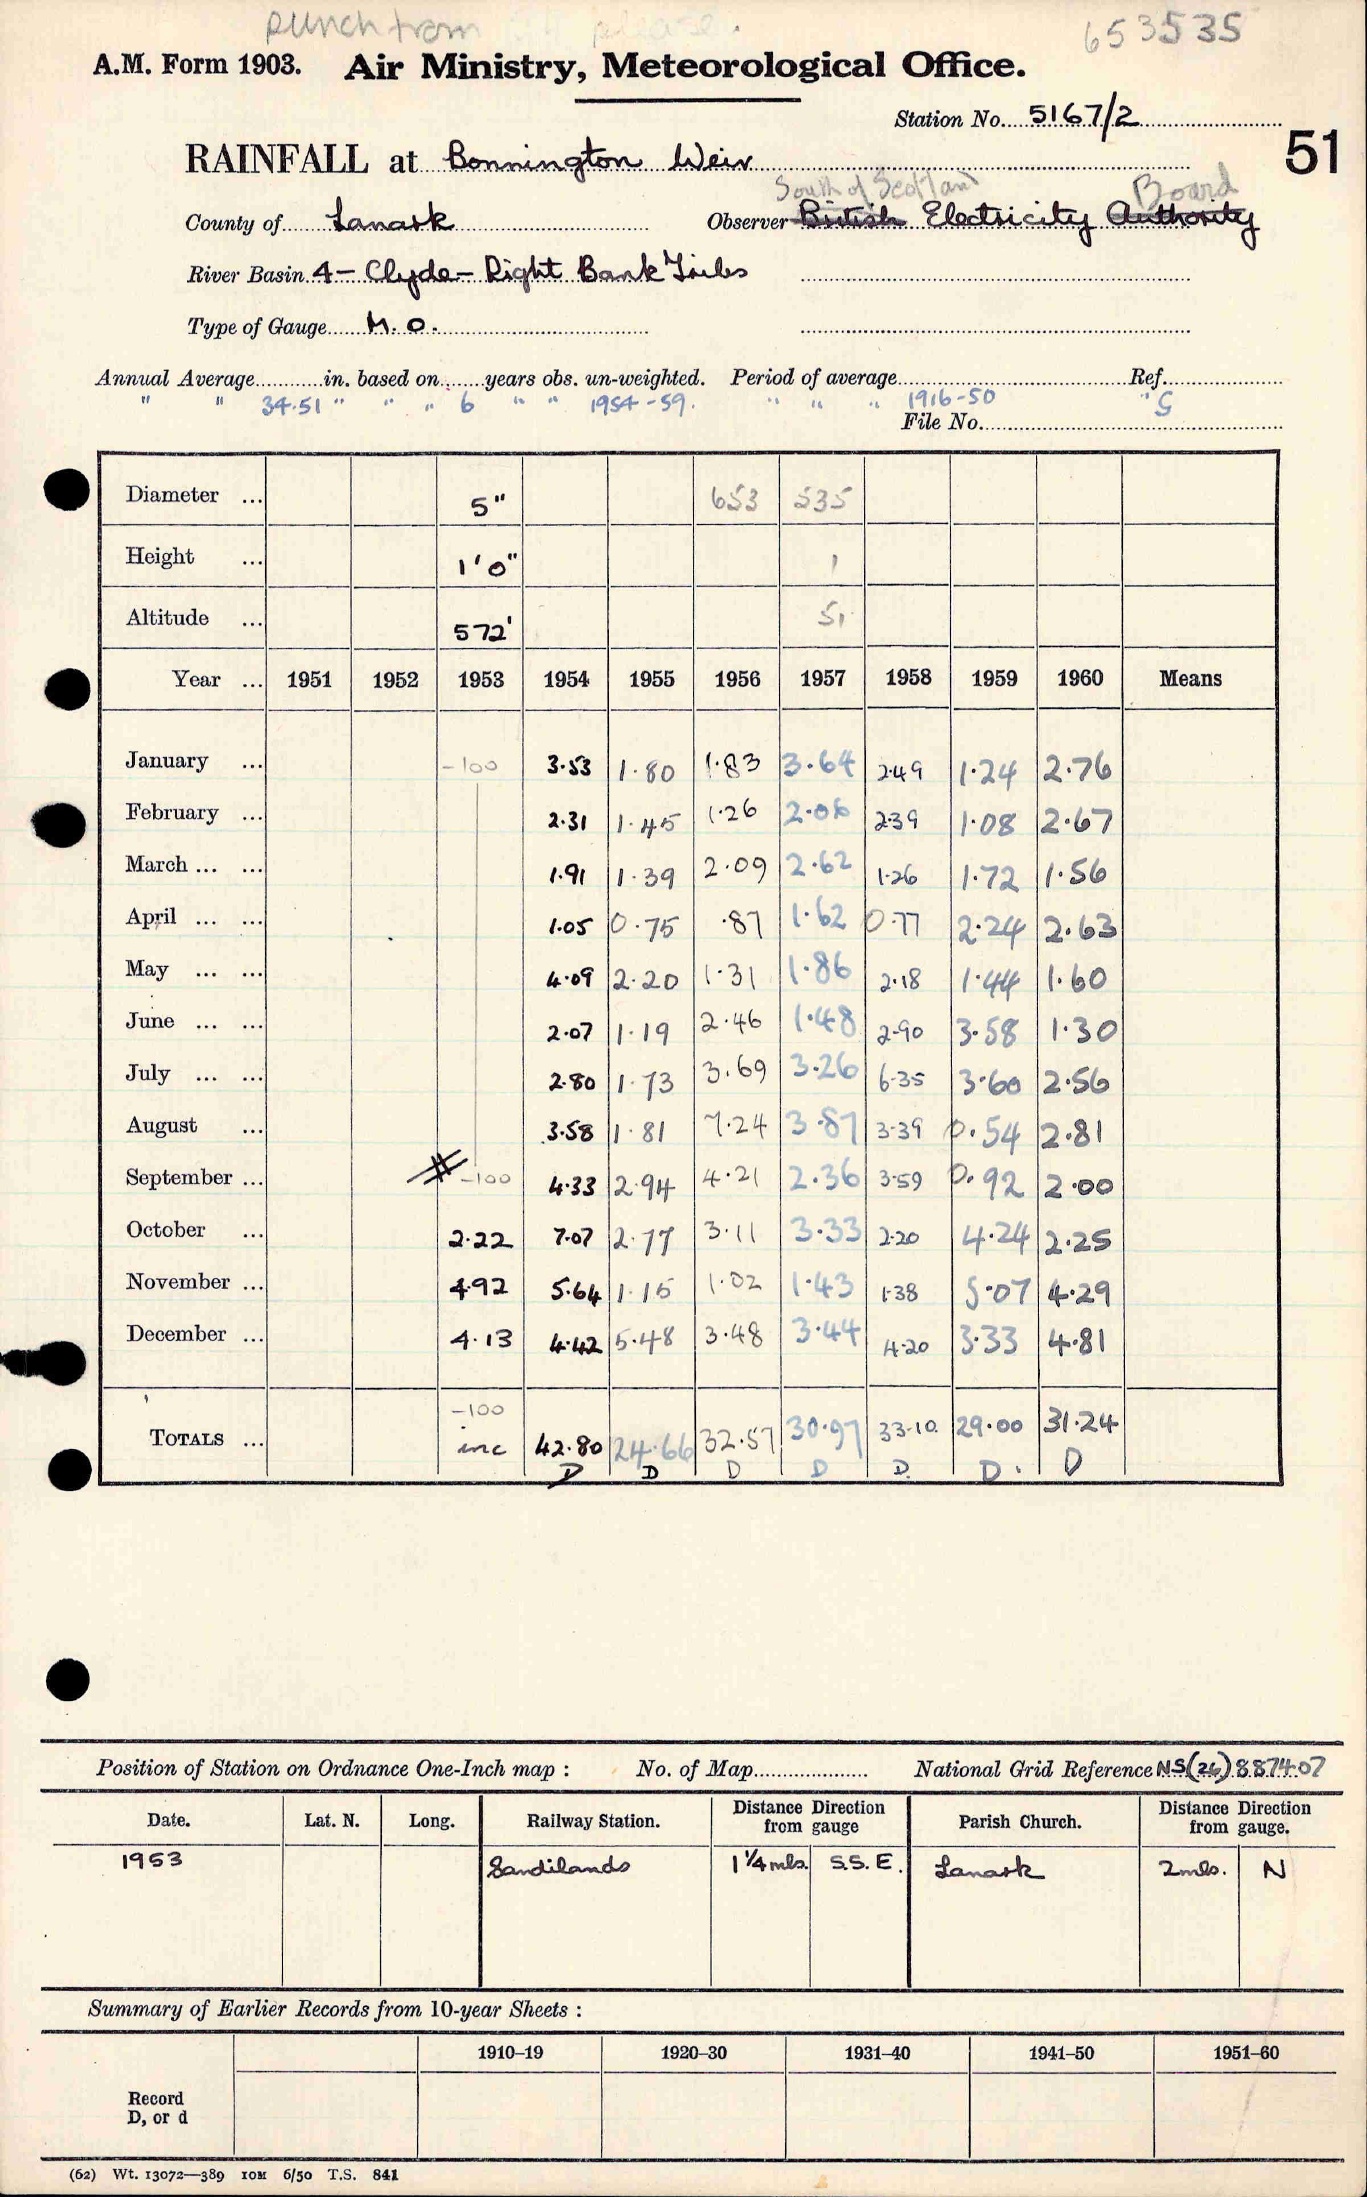 punch from please.
653535
A.M. Form 1903. Air Ministry, Meteorological Office.
Station No. 5167/2
51
RAINFALL at Bonnington Weir
South of Scotland Board
County of Lanark Observer British Electricity Authority
River Basin 4 - Clyde - Right Bank Tribs
Type of Gauge M.O.
Annual Average in. based on years obs. un-weighted. Period of average Ref.
" " 34.51 " " " 6 " " 1954-59. " " " 1916-50 " G
File No.
Diameter ... 5" 653 535
Height ... 1'0" 1
Altitude ... 572' 51
Year ... 1951 1952 1953 1954 1955 1956 1957 1958 1959 1960 Means
January ... -100 3.53 1.80 1.83 3.64 2.49 1.24 2.76
February ... 2.31 1.45 1.26 2.06 2.39 1.08 2.67
March ... ... 1.91 1.39 2.09 2.62 1.26 1.72 1.56
April ... ... 1.05 0.75 .87 1.62 0.77 2.24 2.63
May ... ... 4.09 2.20 1.31 1.86 2.18 1.44 1.60
June ... ... 2.07 1.19 2.46 1.48 2.90 3.58 1.30
July ... ... 2.80 1.73 3.69 3.26 6.35 3.60 2.56
August ... 3.58 1.81 7.24 3.87 3.39 0.54 2.81
September ... -100 4.33 2.94 4.21 2.36 3.59 0.92 2.00
October ... 2.22 7.07 2.77 3.11 3.33 2.20 4.24 2.25
November ... 4.92 5.64 1.15 1.02 1.43 1.38 5.07 4.29
December ... 4.13 4.42 5.48 3.48 3.44 4.20 3.33 4.81
-100
TOTALS ... inc 42.80 24.66 32.57 30.97 33.10 29.00 31.24
D D D D D. D. D
Position of Station on Ordnance One-Inch map : No. of Map National Grid Reference NS(26)887407
Date. Lat. N. Long. Railway Station. Distance from gauge Direction Parish Church. Distance from gauge. Direction
1953 Sandilands 1¼ mls. S.S.E. Lanark 2 mls. N
Summary of Earlier Records from 10-year Sheets :
1910–19 1920–30 1931–40 1941–50 1951–60
Record
D, or d
(62) Wt. 13072—389 10M 6/50 T.S. 841